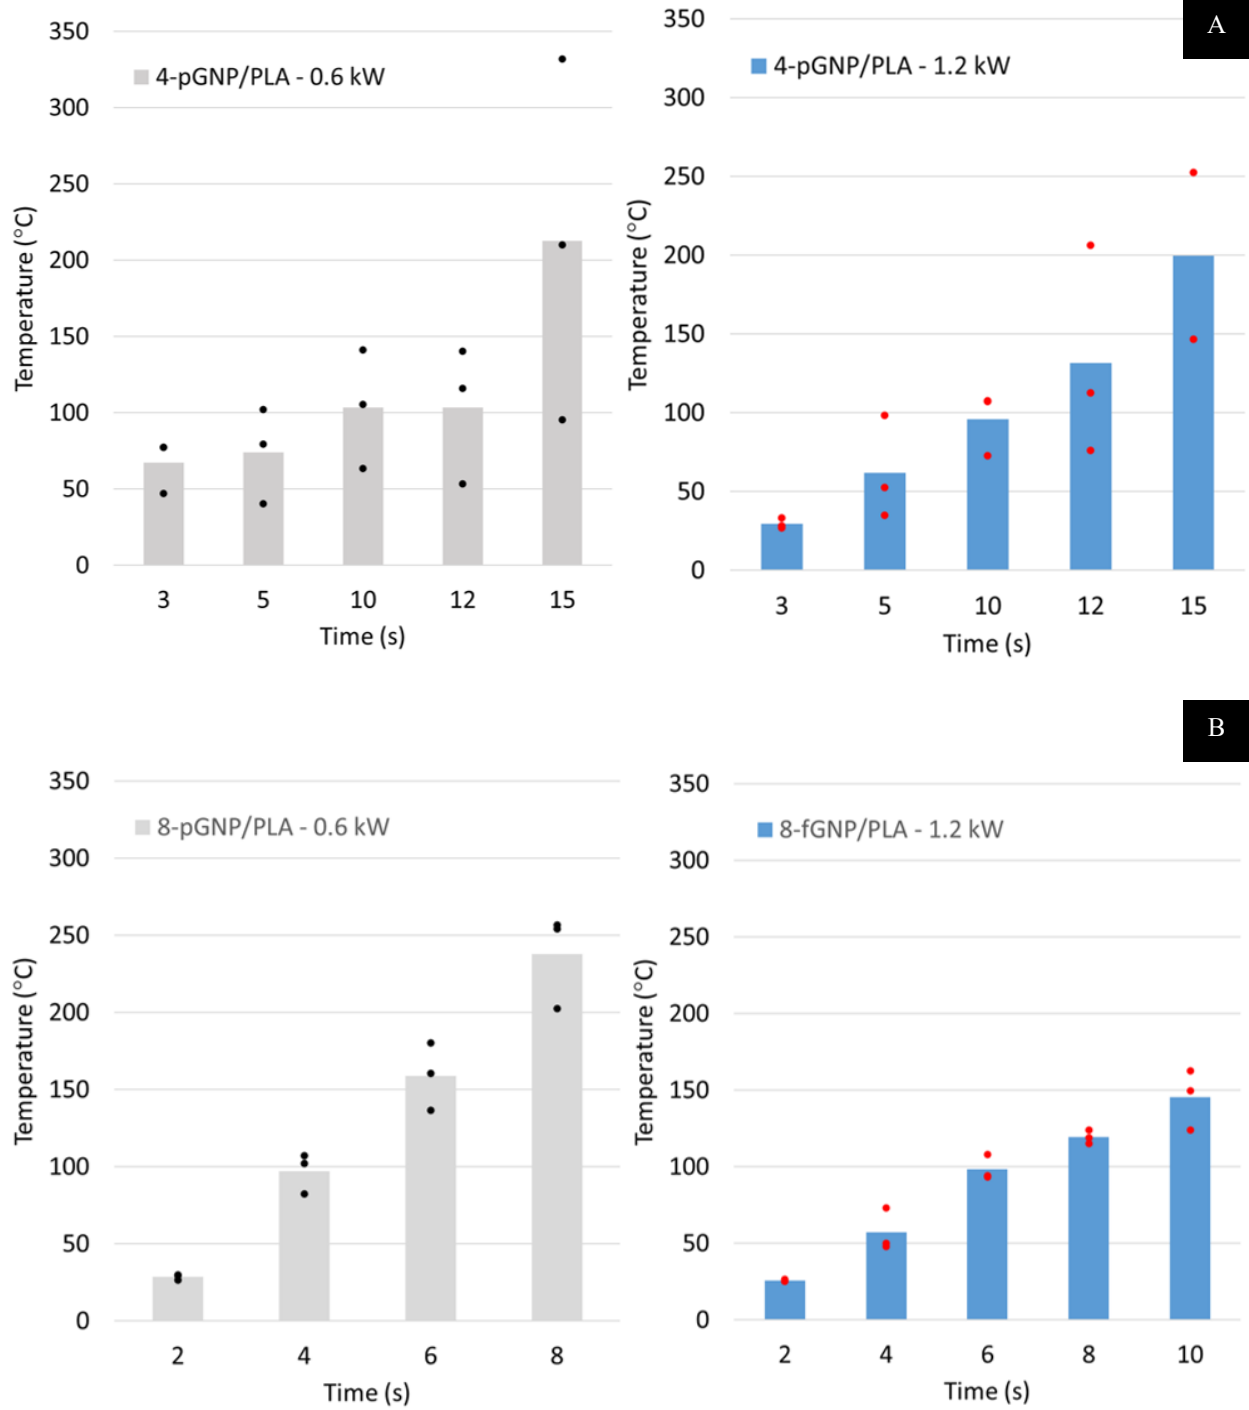 A
350
300
250
200
150
100
50
0
4-pGNP/PLA - 0.6 kW
Temperature (°C)
3 5 10 12 15
Time (s)
350
300
250
200
150
100
50
0
4-pGNP/PLA - 1.2 kW
Temperature (°C)
3 5 10 12 15
Time (s)
B
350
300
250
200
150
100
50
0
8-pGNP/PLA - 0.6 kW
Temperature (°C)
2 4 6 8
Time (s)
350
300
250
200
150
100
50
0
8-fGNP/PLA - 1.2 kW
Temperature (°C)
2 4 6 8 10
Time (s)